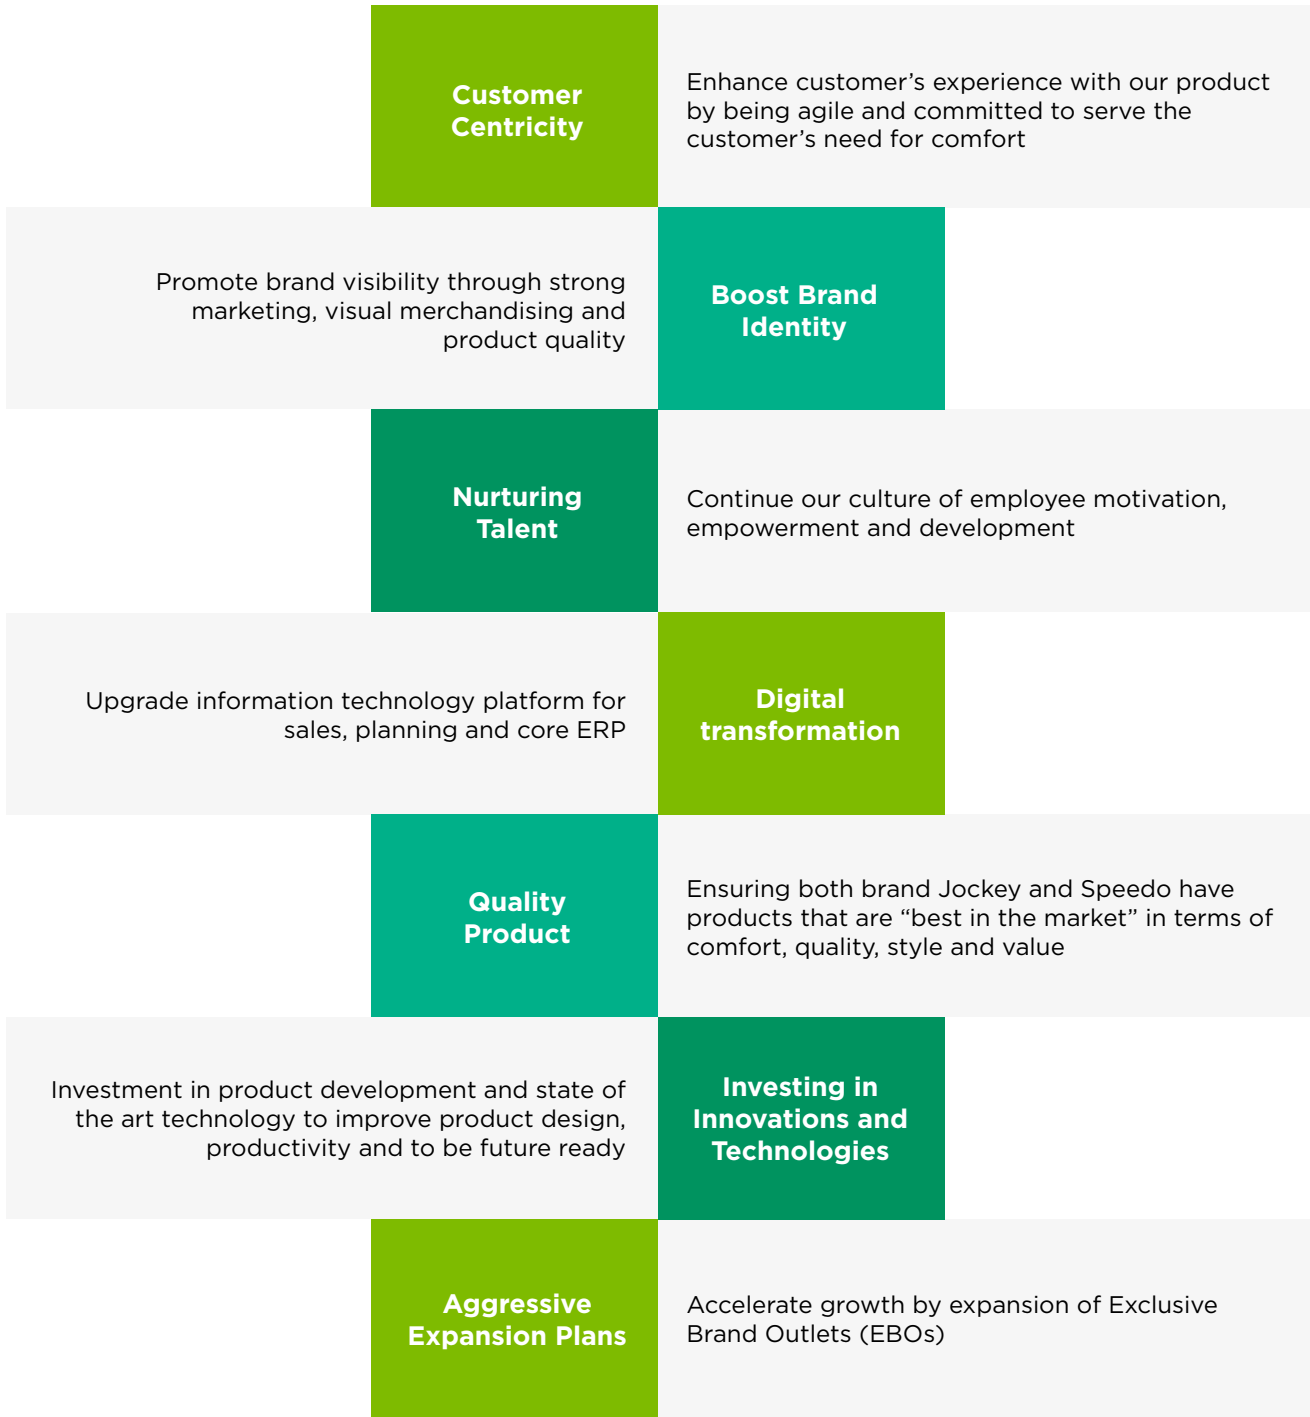 Customer
Centricity
Enhance customer’s experience with our product
by being agile and committed to serve the
customer’s need for comfort
Promote brand visibility through strong
marketing, visual merchandising and
product quality
Boost Brand
Identity
Nurturing
Talent
Continue our culture of employee motivation,
empowerment and development
Upgrade information technology platform for
sales, planning and core ERP
Digital
transformation
Quality
Product
Ensuring both brand Jockey and Speedo have
products that are “best in the market” in terms of
comfort, quality, style and value
Investment in product development and state of
the art technology to improve product design,
productivity and to be future ready
Investing in
Innovations and
Technologies
Aggressive
Expansion Plans
Accelerate growth by expansion of Exclusive
Brand Outlets (EBOs)